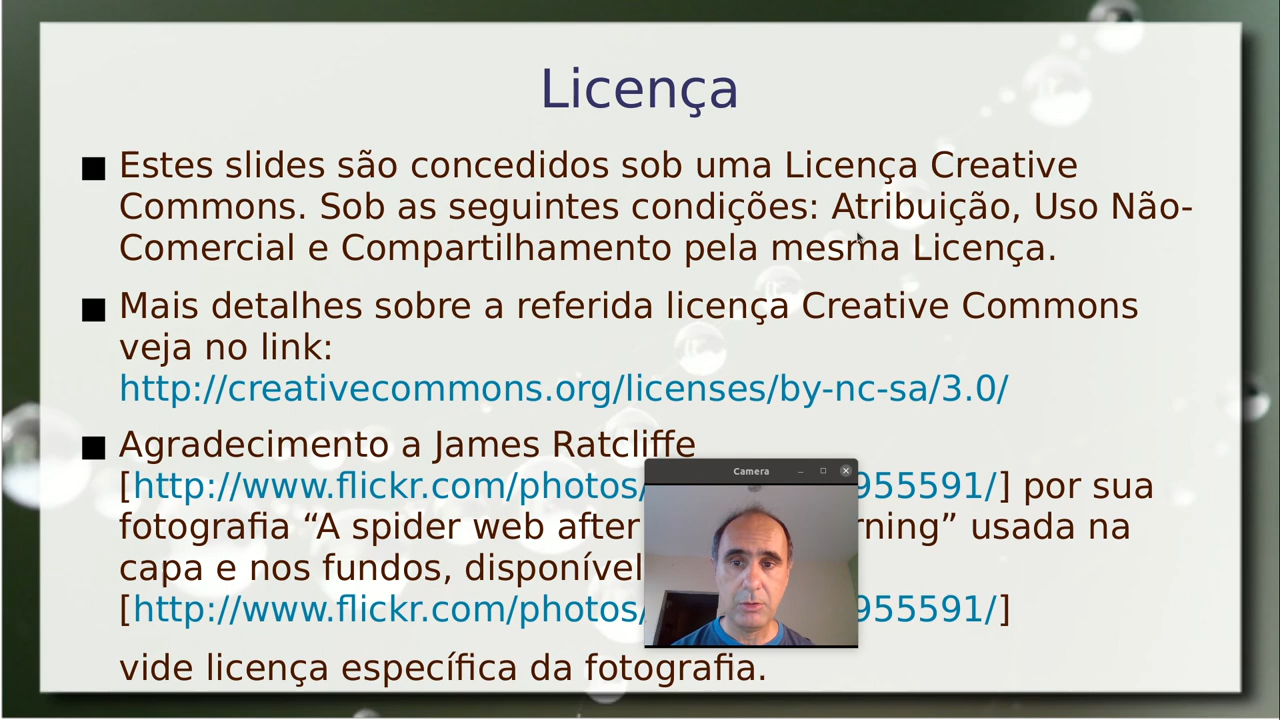 Licença
Estes slides são concedidos sob uma Licença Creative
Commons. Sob as seguintes condições: Atribuição, Uso Não-
Comercial e Compartilhamento pela mesma Licença.
Mais detalhes sobre a referida licença Creative Commons
veja no link:
http://creativecommons.org/licenses/by-nc-sa/3.0/
Agradecimento a James Ratcliffe
Camera
[http://www.flickr.com/photos/ 955591/] por sua
fotografia “A spider web after rning” usada na
capa e nos fundos, disponível
[http://www.flickr.com/photos/ 955591/]
vide licença específica da fotografia.